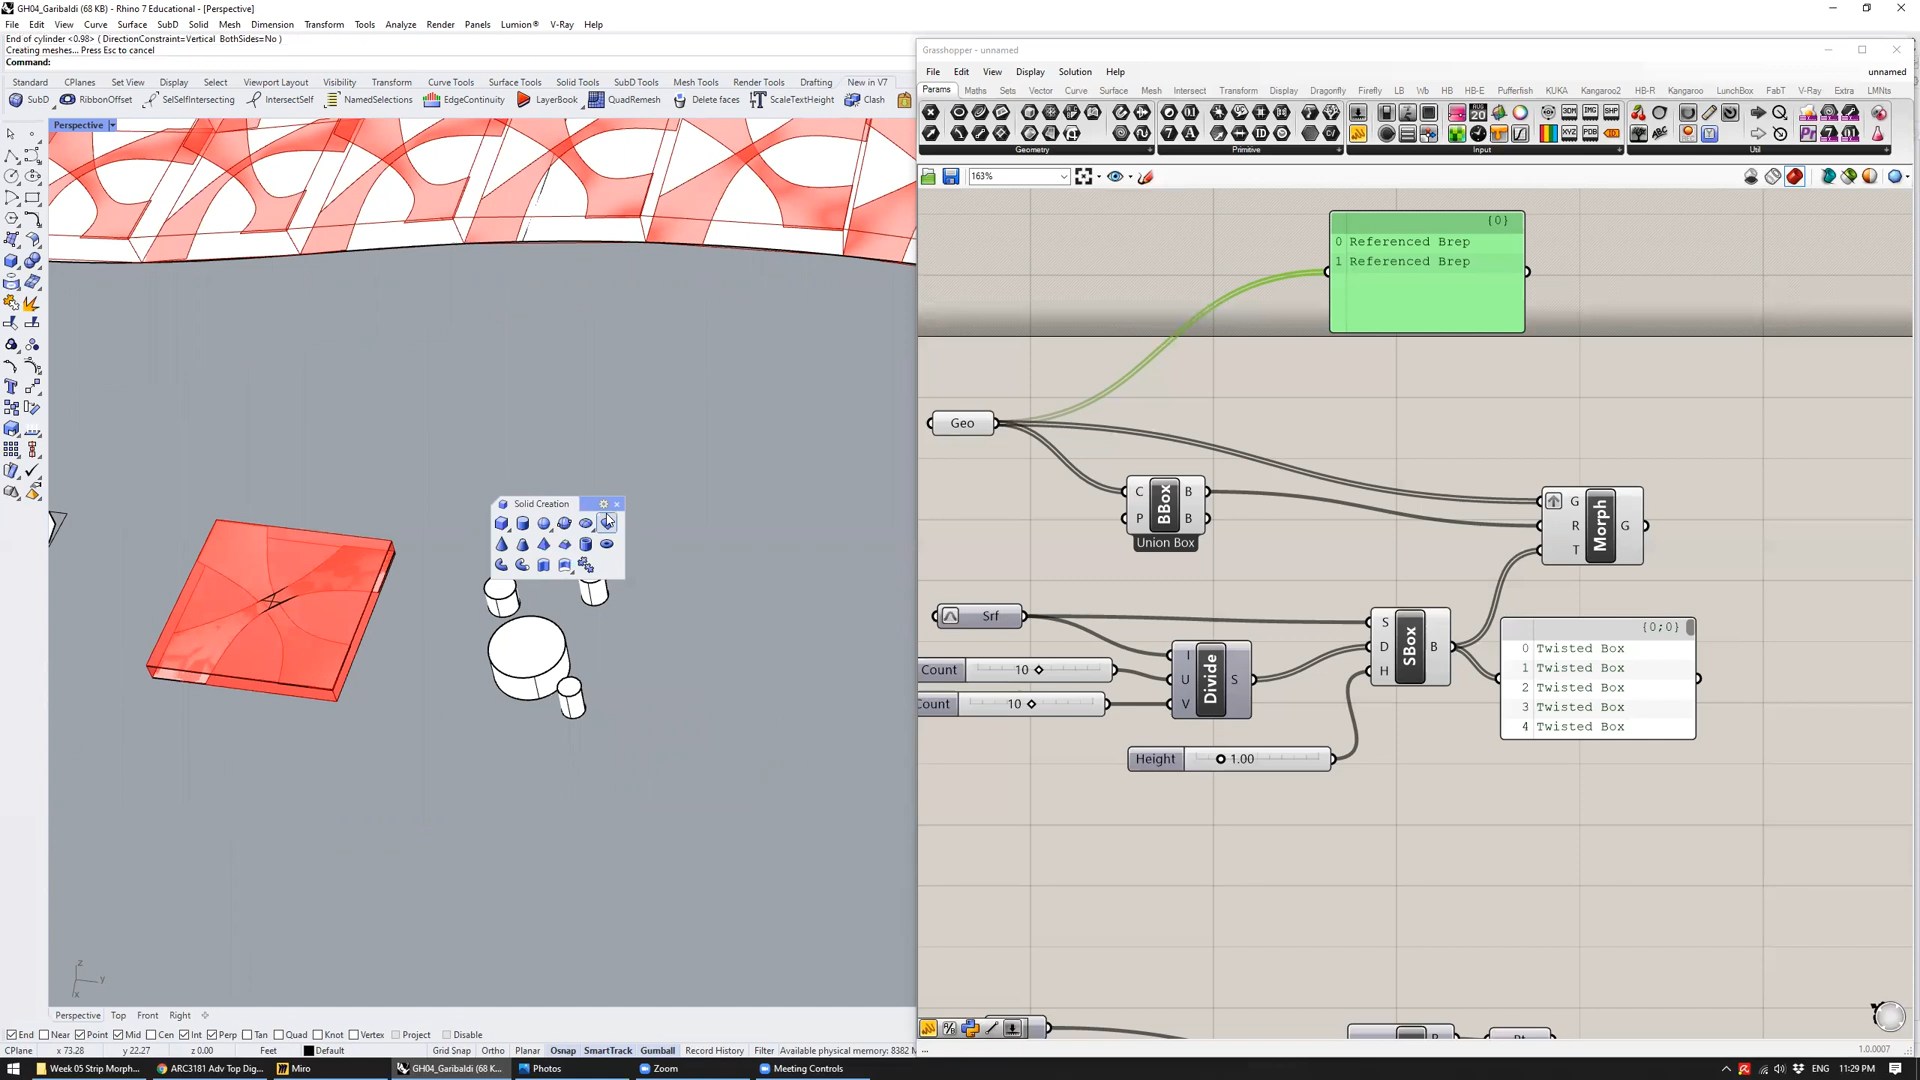 GH04_Garibaldi (68 KB) - Rhino 7 Educational - [Perspective]
File Edit View Curve Surface SubD Solid Mesh Dimension Transform Tools Analyze Render Panels Lumion® V-Ray Help
End of cylinder <0.98> ( DirectionConstraint=Vertical BothSides=No )
Creating meshes... Press Esc to cancel
Command:
Standard CPlanes Set View Display Select Viewport Layout Visibility Transform Curve Tools Surface Tools Solid Tools SubD Tools Mesh Tools Render Tools Drafting New in V7
SubD RibbonOffset SelSelfIntersecting IntersectSelf NamedSelections EdgeContinuity LayerBook QuadRemesh Delete faces ScaleTextHeight Clash
Perspective
Solid Creation
z
y
x
Perspective Top Front Right
End Near Point Mid Cen Int Perp Tan Quad Knot Vertex Project Disable
CPlane x 73.28 y 22.27 z 0.00 Feet Default Grid Snap Ortho Planar Osnap SmartTrack Gumball Record History Filter Available physical memory: 8382 M
Grasshopper - unnamed
File Edit View Display Solution Help
unnamed
Params Maths Sets Vector Curve Surface Mesh Intersect Transform Display Dragonfly Firefly LB Wb HB HB-E Pufferfish KUKA Kangaroo2 HB-R Kangaroo LunchBox FabT V-Ray Extra LMNts
Geometry Primitive Input Util
163%
{0}
0 Referenced Brep
1 Referenced Brep
Geo
C BBox B
P B
Union Box
G
R Morph G
T
Srf
S
D SBox B
H
Count 10
Count 10
I
U Divide S
V
Height 1.00
{0;0}
0 Twisted Box
1 Twisted Box
2 Twisted Box
3 Twisted Box
4 Twisted Box
...
1.0.0007
Week 05 Strip Morph... ARC3181 Adv Top Dig... Miro GH04_Garibaldi (68 K... Photos Zoom Meeting Controls
ENG 11:29 PM